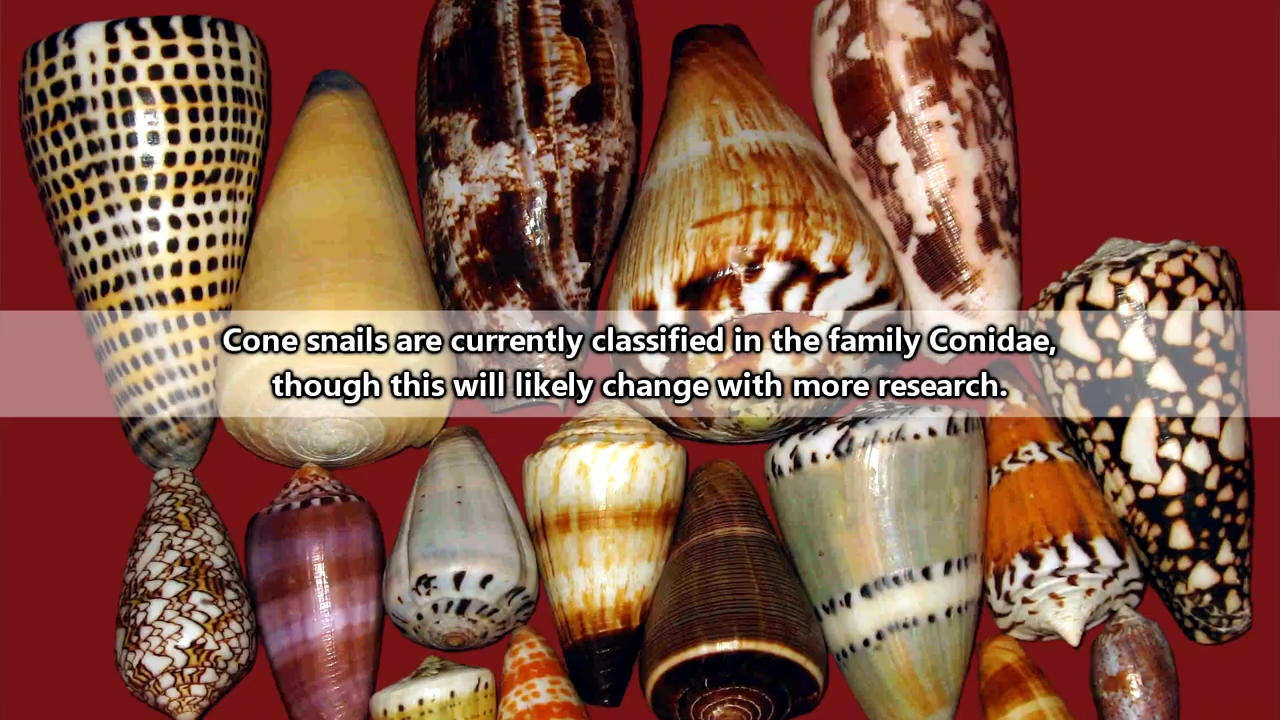 Cone snails are currently classified in the family Conidae,
though this will likely change with more research.